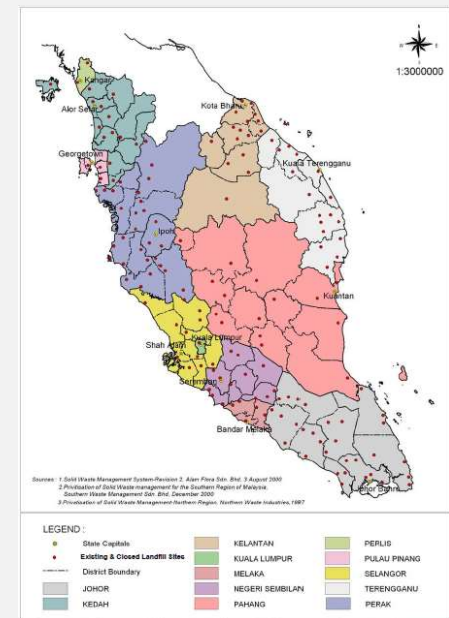 N
1:3000000
Kangar
Alor Setar
Kota Bharu
Georgetown
Kuala Terengganu
Ipoh
Kuantan
Kuala Lumpur
Shah Alam
Seremban
Bandar Melaka
Johor Bahru
Sources : 1.Solid Waste Management System-Revision 2, Alam Flora Sdn. Bhd, 3 August 2000
2.Privitisation of Solid Waste management for the Southern Region of Malaysia,
Southern Waste Management Sdn. Bhd, December 2000
3.Privatisation of Solid Waste Management-Northern Region, Northern Waste Industries,1997
LEGEND :
State Capitals
Existing & Closed Landfill Sites
District Boundary
JOHOR
KEDAH
KELANTAN
KUALA LUMPUR
MELAKA
NEGERI SEMBILAN
PAHANG
PERLIS
PULAU PINANG
SELANGOR
TERENGGANU
PERAK